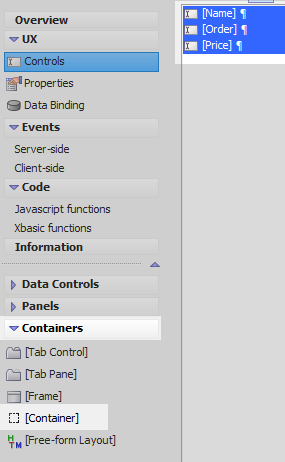 Overview
UX
Controls
Properties
Data Binding
Events
Server-side
Client-side
Code
Javascript functions
Xbasic functions
Information
Data Controls
Panels
Containers
[Tab Control]
[Tab Pane]
[Frame]
[Container]
HTM [Free-form Layout]
[Name] ¶
[Order] ¶
[Price] ¶